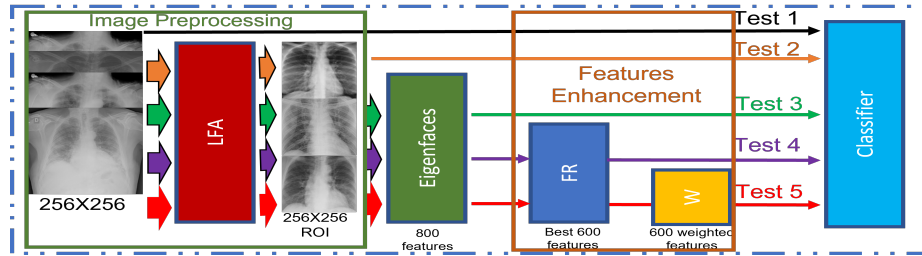 Image Preprocessing
256X256
LFA
256X256
ROI
Eigenfaces
800
features
Features
Enhancement
FR
Best 600
features
W
600 weighted
features
Test 1
Test 2
Test 3
Test 4
Test 5
Classifier